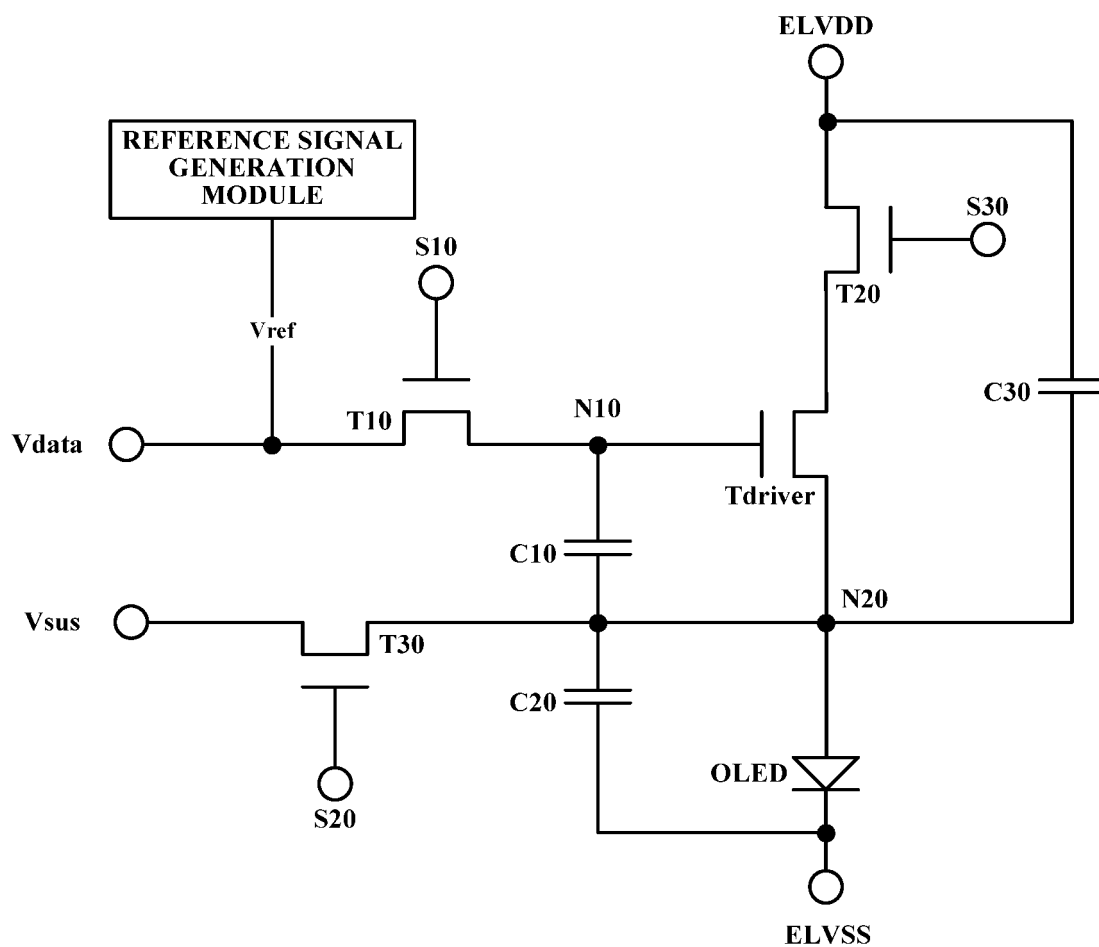 ELVDD
REFERENCE SIGNAL
GENERATION
MODULE
S30
S10
T20
Vref
C30
T10
N10
Vdata
Tdriver
C10
N20
Vsus
T30
C20
OLED
S20
ELVSS